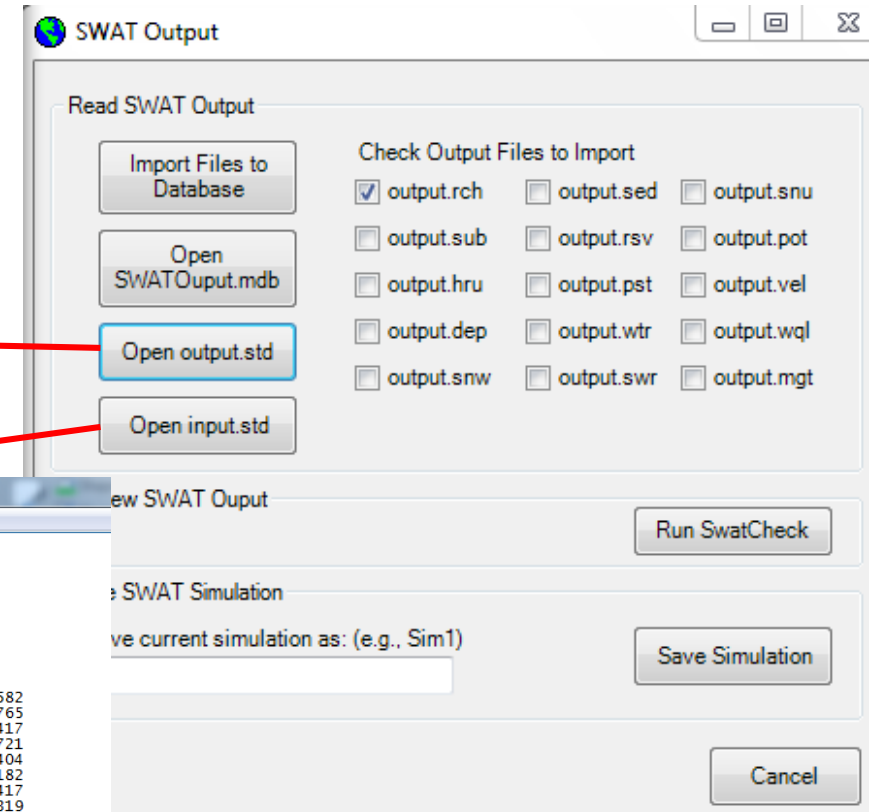 SWAT Output
Read SWAT Output
Import Files to
Database
Open
SWATOuput.mdb
Open output.std
Open input.std
Check Output Files to Import
output.rch output.sed output.snu
output.sub output.rsv output.pot
output.hru output.pst output.vel
output.dep output.wtr output.wql
output.snw output.swr output.mgt
ew SWAT Ouput
Run SwatCheck
e SWAT Simulation
ve current simulation as: (e.g., Sim1)
Save Simulation
Cancel
582
765
417
721
404
182
417
819